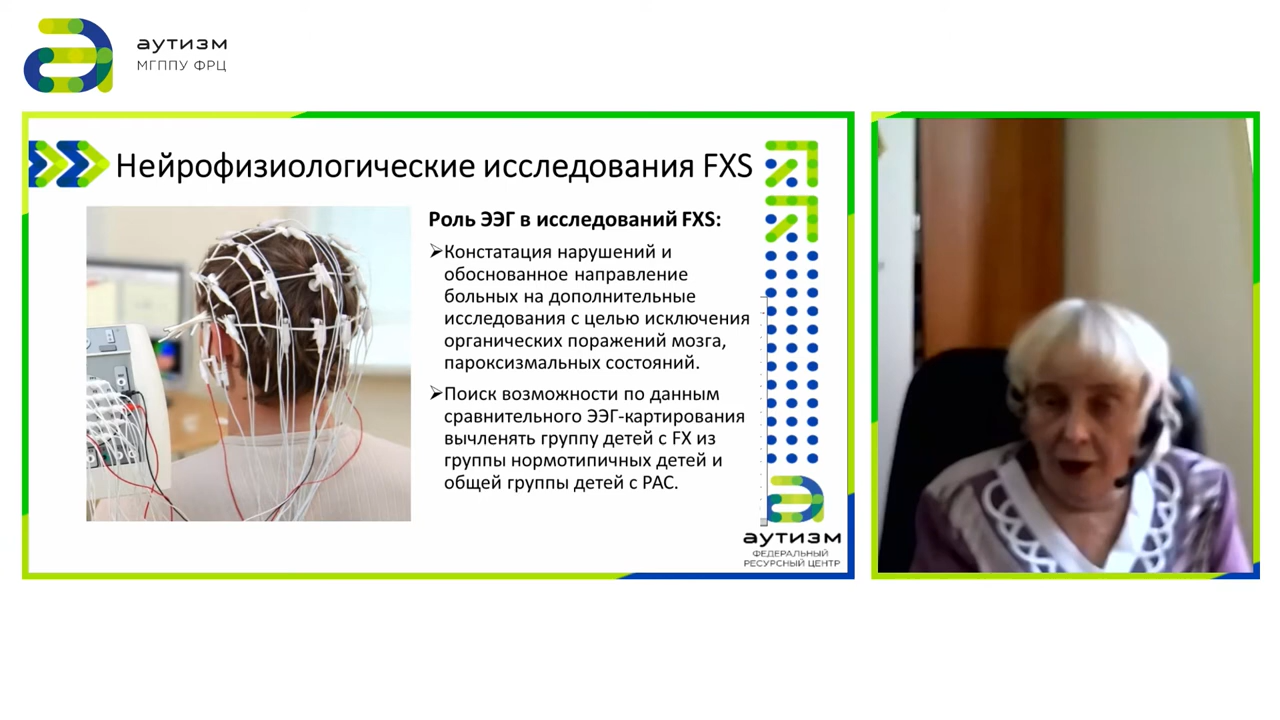 аутизм
МГППУ ФРЦ
Нейрофизиологические исследования FXS
Роль ЭЭГ в исследований FXS:
Констатация нарушений и
обоснованное направление
больных на дополнительные
исследования с целью исключения
органических поражений мозга,
пароксизмальных состояний.
Поиск возможности по данным
сравнительного ЭЭГ-картирования
вычленять группу детей с FX из
группы нормотипичных детей и
общей группы детей с РАС.
аутизм
ФЕДЕРАЛЬНЫЙ
РЕСУРСНЫЙ ЦЕНТР